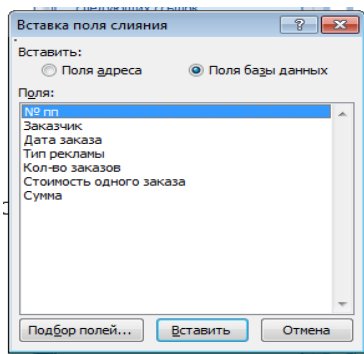 Вставка поля слияния
Вставить:
Поля адреса Поля базы данных
Поля:
№ пп
Заказчик
Дата заказа
Тип рекламы
Кол-во заказов
Стоимость одного заказа
Сумма
Подбор полей... Вставить Отмена